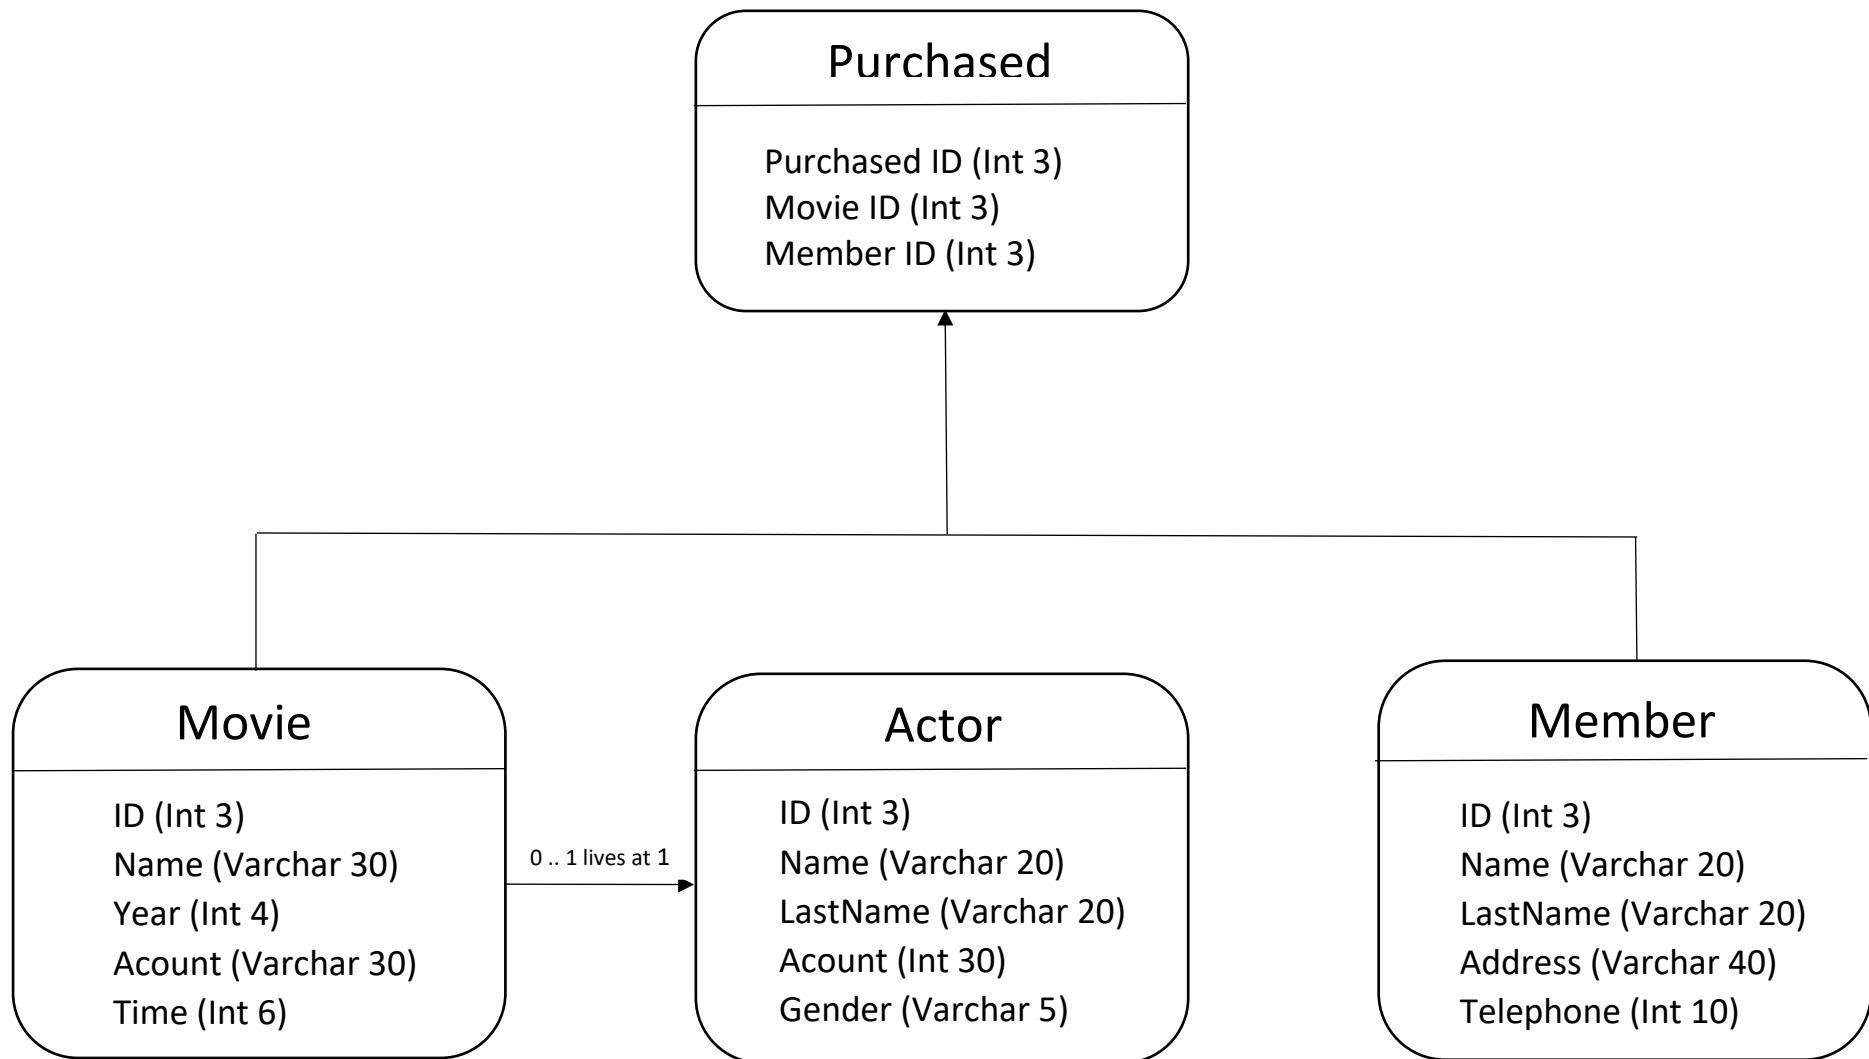 Purchased
Purchased ID (Int 3)
Movie ID (Int 3)
Member ID (Int 3)
Movie
ID (Int 3)
Name (Varchar 30)
Year (Int 4)
Acount (Varchar 30)
Time (Int 6)
0 .. 1 lives at 1
Actor
ID (Int 3)
Name (Varchar 20)
LastName (Varchar 20)
Acount (Int 30)
Gender (Varchar 5)
Member
ID (Int 3)
Name (Varchar 20)
LastName (Varchar 20)
Address (Varchar 40)
Telephone (Int 10)